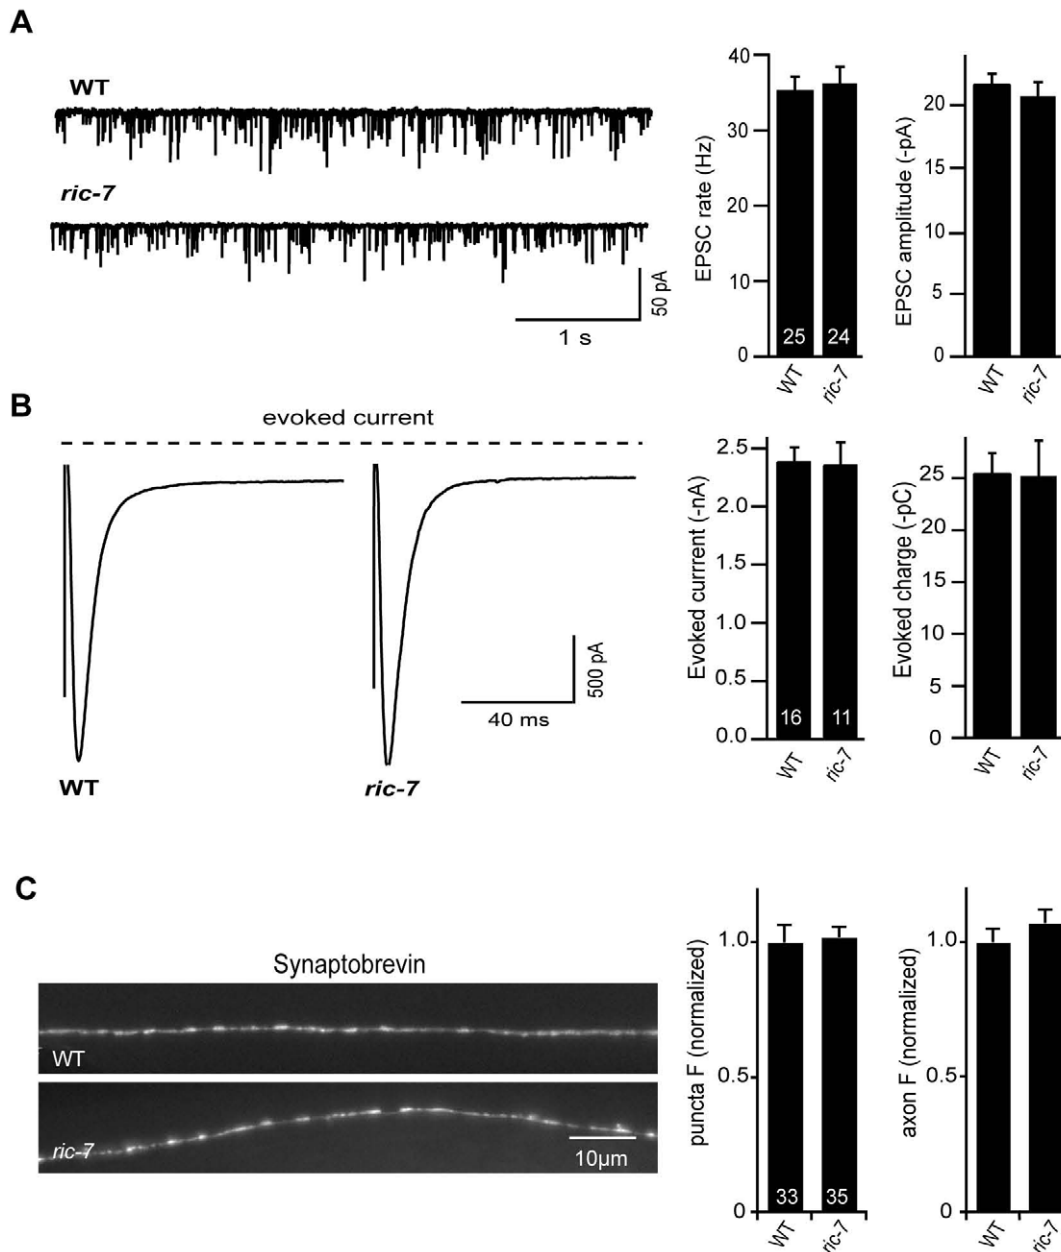 A
WT
ric-7
50 pA
1 s
EPSC rate (Hz)
40
30
20
10
0
25
24
WT
ric-7
EPSC amplitude (-pA)
20
15
10
5
0
WT
ric-7
B
evoked current
WT
ric-7
500 pA
40 ms
Evoked currrent (-nA)
2.5
2.0
1.5
1.0
0.5
0.0
16
11
WT
ric-7
Evoked charge (-pC)
25
20
15
10
5
0
WT
ric-7
C
Synaptobrevin
WT
ric-7
10µm
puncta F (normalized)
1.0
0.5
0
33
35
WT
ric-7
axon F (normalized)
1.0
0.5
0
WT
ric-7